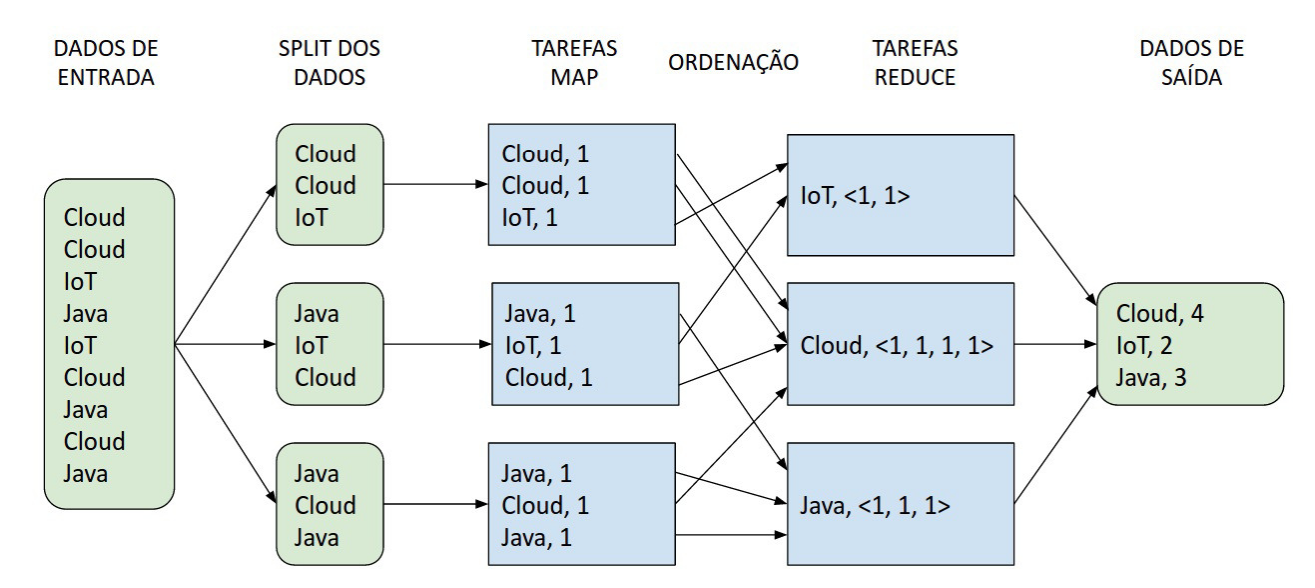 DADOS DE
ENTRADA
SPLIT DOS
DADOS
TAREFAS
MAP
ORDENAÇÃO
TAREFAS
REDUCE
DADOS DE
SAÍDA
Cloud
Cloud
IoT
Java
IoT
Cloud
Java
Cloud
Java
Cloud
Cloud
IoT
Java
IoT
Cloud
Java
Cloud
Java
Cloud, 1
Cloud, 1
IoT, 1
Java, 1
IoT, 1
Cloud, 1
Java, 1
Cloud, 1
Java, 1
IoT, <1, 1>
Cloud, <1, 1, 1, 1>
Java, <1, 1, 1>
Cloud, 4
IoT, 2
Java, 3